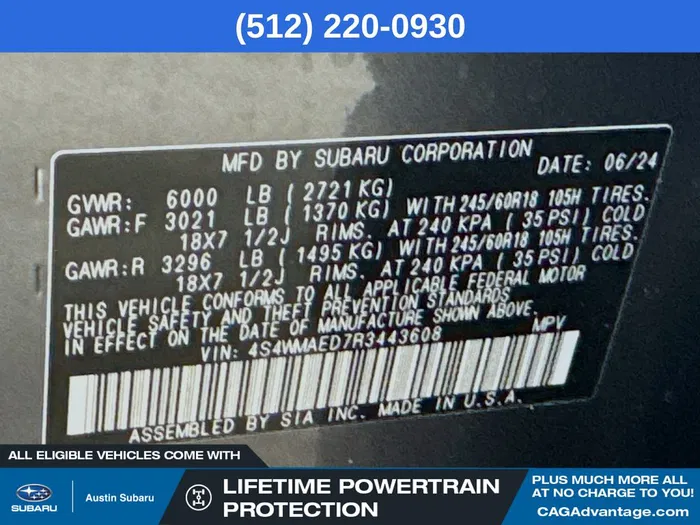 (512) 220-0930
MFD BY SUBARU CORPORATION DATE: 06/24
GVWR: 6000 LB ( 2721 KG)
GAWR:F 3021 LB ( 1370 KG) WITH 245/60R18 105H TIRES.
18X7 1/2J RIMS. AT 240 KPA ( 35 PSI) COLD
GAWR:R 3296 LB ( 1495 KG) WITH 245/60R18 105H TIRES.
18X7 1/2J RIMS. AT 240 KPA ( 35 PSI) COLD
THIS VEHICLE CONFORMS TO ALL APPLICABLE FEDERAL MOTOR
VEHICLE SAFETY AND THEFT PREVENTION STANDARDS
IN EFFECT ON THE DATE OF MANUFACTURE SHOWN ABOVE.
VIN: 4S4WMAED7R3443608 MPV
ASSEMBLED BY SIA INC. MADE IN U.S.A.
ALL ELIGIBLE VEHICLES COME WITH
SUBARU
Austin Subaru
LIFETIME POWERTRAIN
PROTECTION
PLUS MUCH MORE ALL
AT NO CHARGE TO YOU!
CAGAdvantage.com